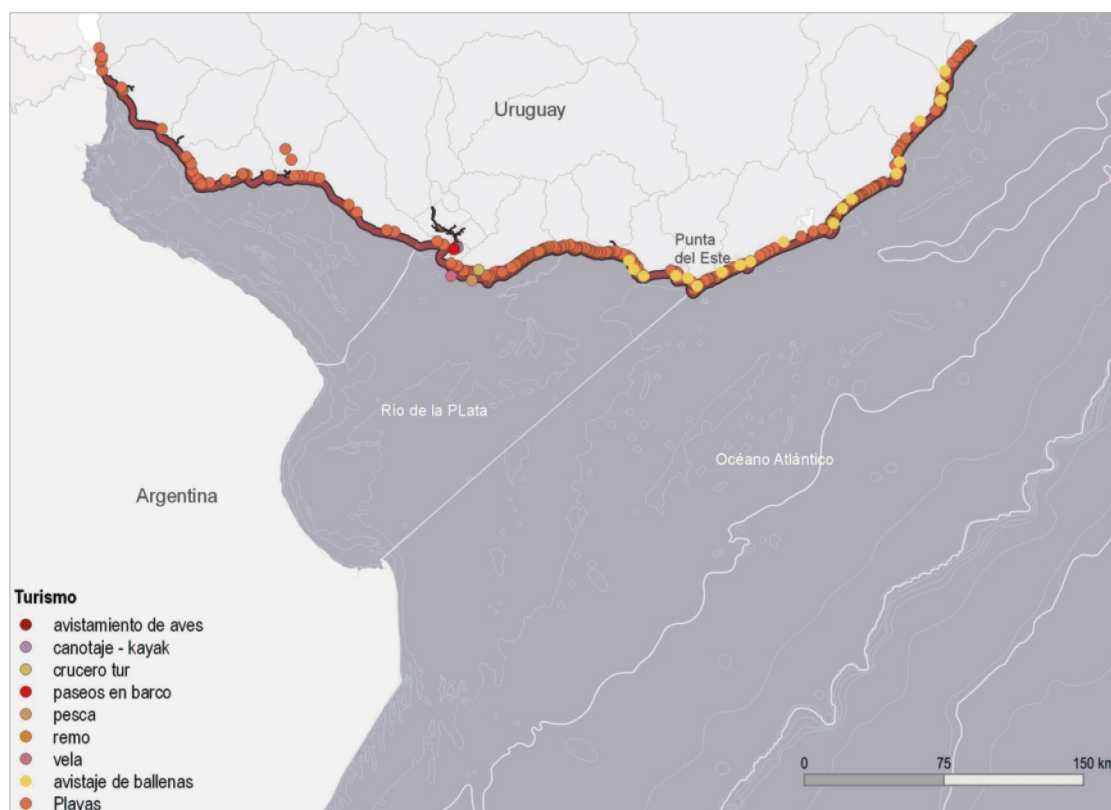 Uruguay
Punta
del Este
Río de la PLata
Océano Atlántico
Argentina
Turismo
avistamiento de aves
canotaje - kayak
crucero tur
paseos en barco
pesca
remo
vela
avistaje de ballenas
Playas
0 75 150 km